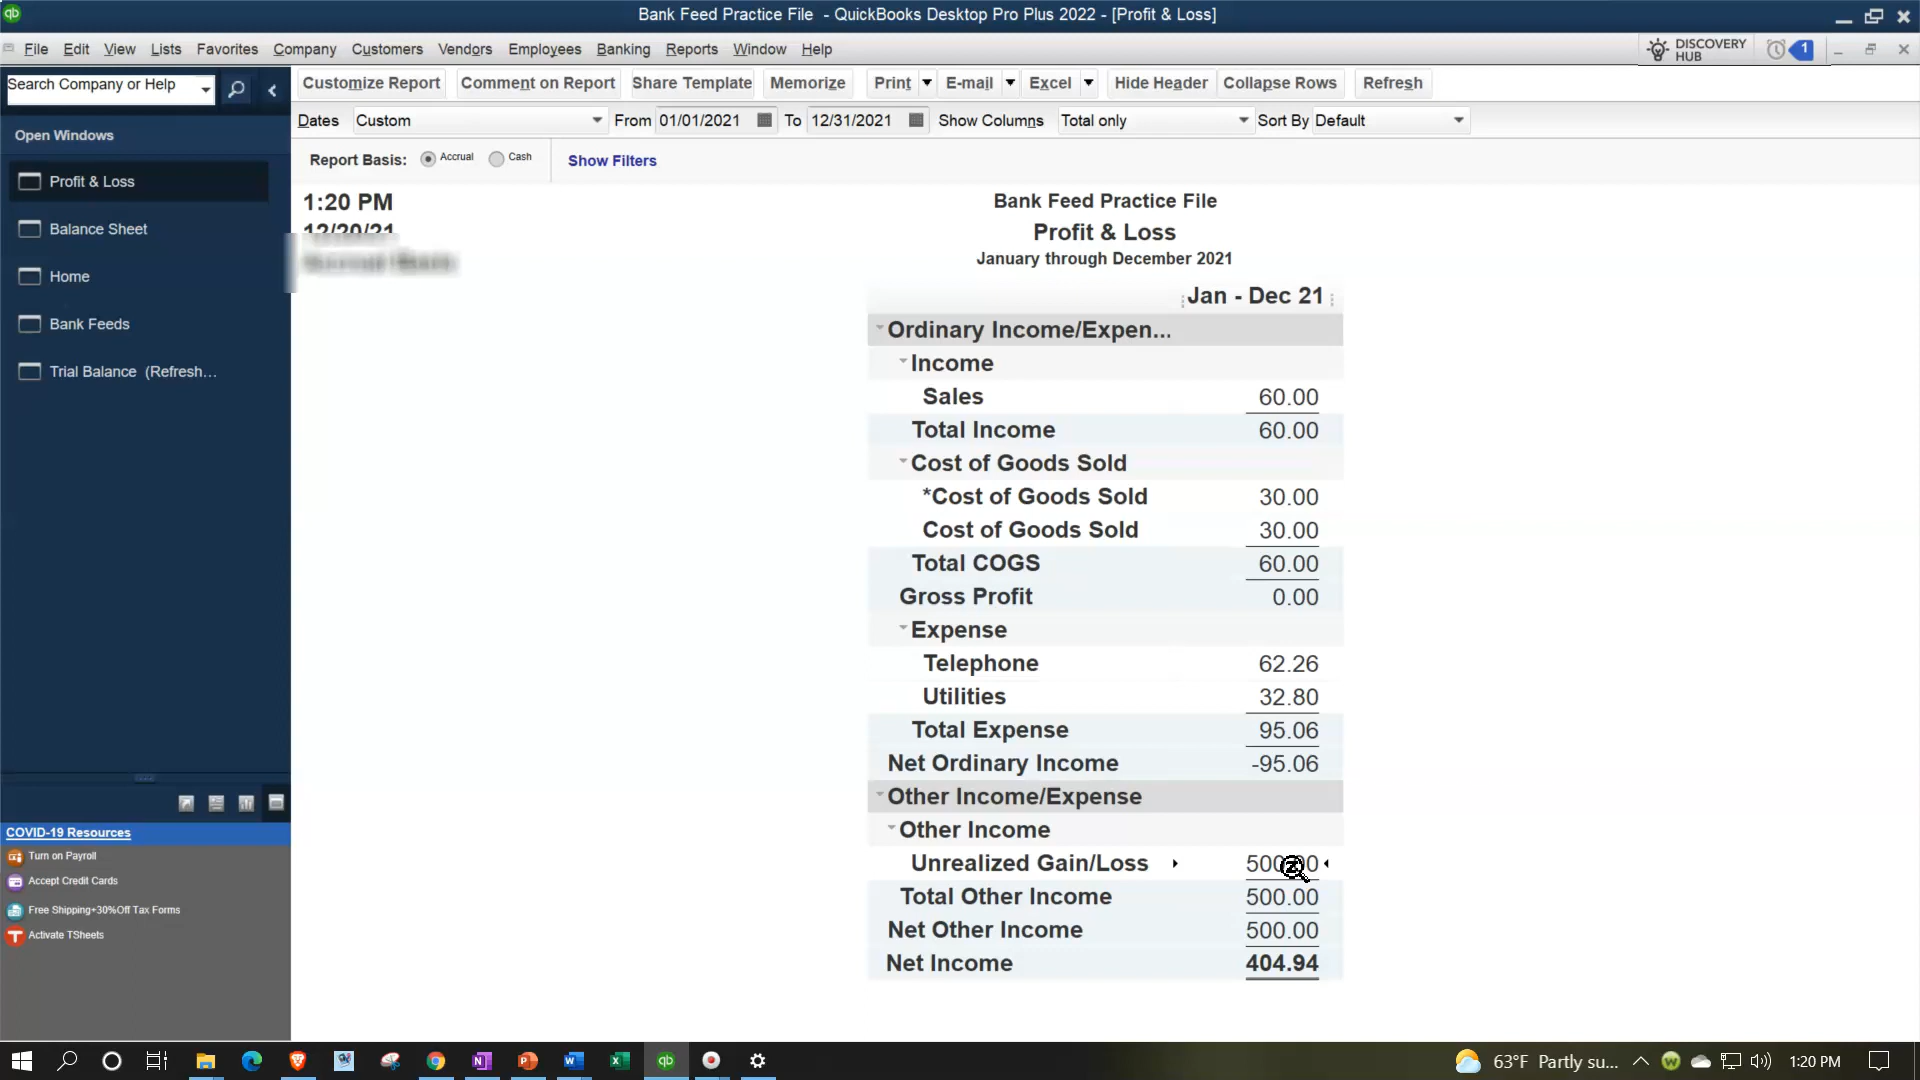 qb
Bank Feed Practice File - QuickBooks Desktop Pro Plus 2022 - [Profit & Loss]
File Edit View Lists Favorites Company Customers Vendors Employees Banking Reports Window Help
DISCOVERY HUB
1
Search Company or Help
Customize Report Comment on Report Share Template Memorize Print E-mail Excel Hide Header Collapse Rows Refresh
Dates Custom From 01/01/2021 To 12/31/2021 Show Columns Total only Sort By Default
Open Windows
Report Basis: Accrual Cash Show Filters
Profit & Loss
Balance Sheet
Home
Bank Feeds
Trial Balance (Refresh...
1:20 PM
12/20/21
Bank Feed Practice File
Profit & Loss
January through December 2021
Jan - Dec 21
Ordinary Income/Expen...
Income
Sales 60.00
Total Income 60.00
Cost of Goods Sold
*Cost of Goods Sold 30.00
Cost of Goods Sold 30.00
Total COGS 60.00
Gross Profit 0.00
Expense
Telephone 62.26
Utilities 32.80
Total Expense 95.06
Net Ordinary Income -95.06
Other Income/Expense
Other Income
Unrealized Gain/Loss 500.00
Total Other Income 500.00
Net Other Income 500.00
Net Income 404.94
COVID-19 Resources
Turn on Payroll
Accept Credit Cards
Free Shipping+30%Off Tax Forms
Activate TSheets
63°F Partly su... 1:20 PM